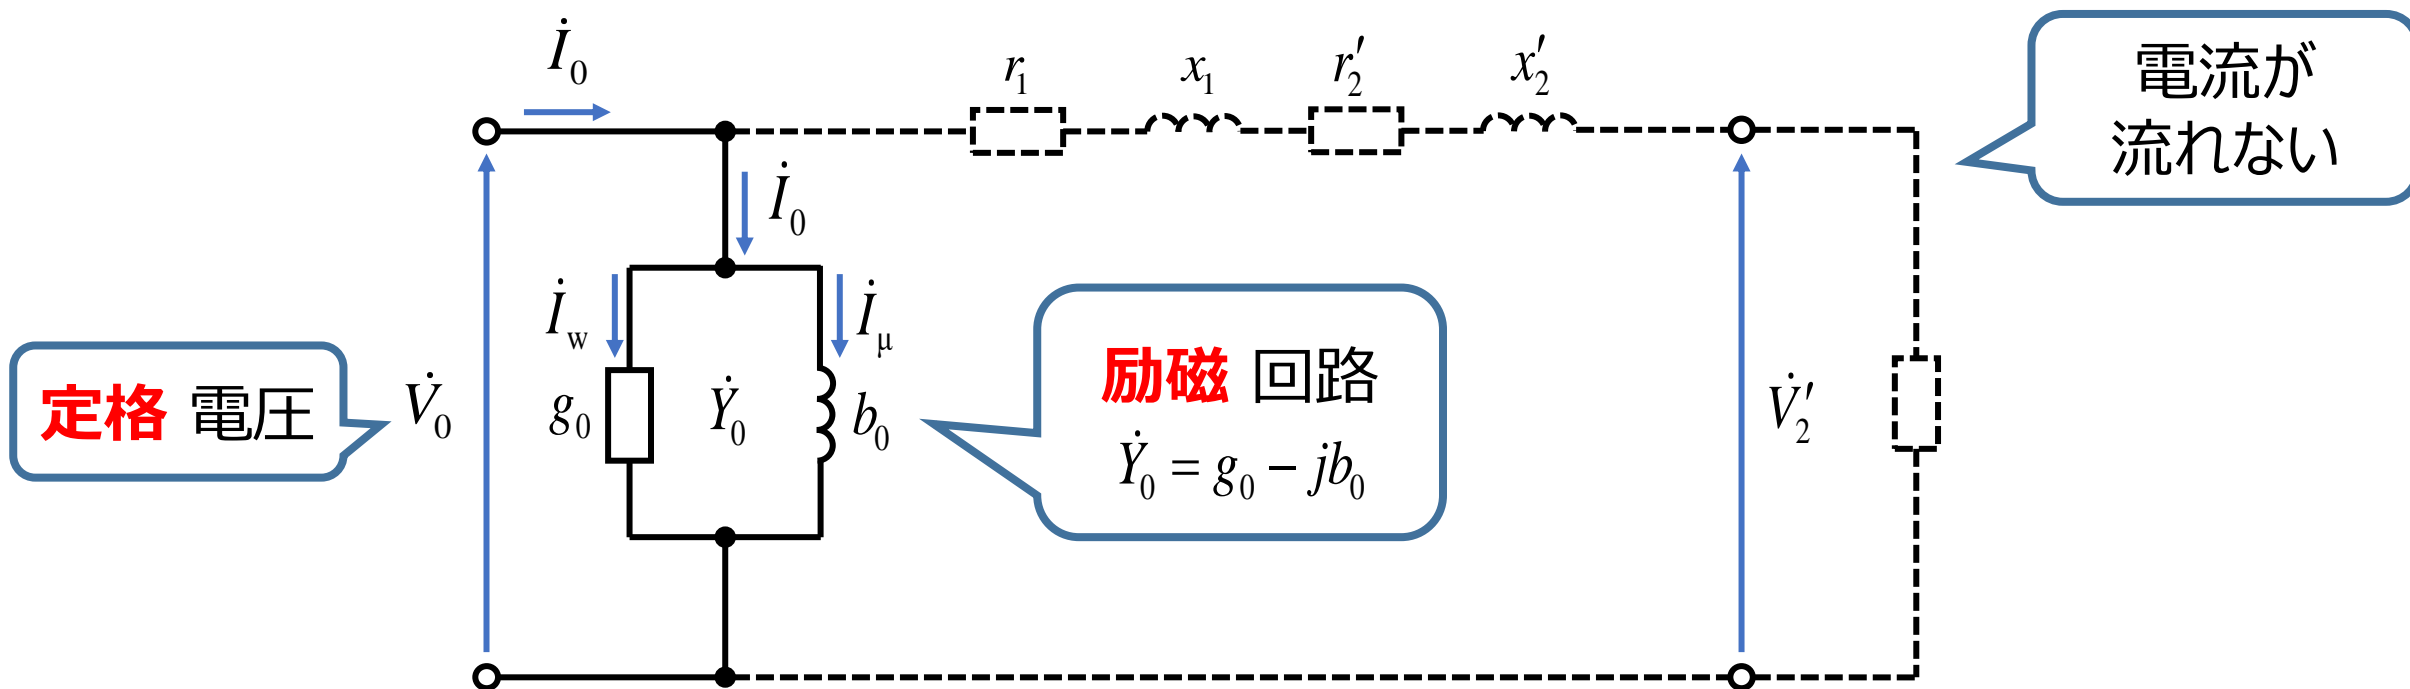 İ₀
r₁
x₁
r₂′
x₂′
電流が
流れない
İ₀
İw
İμ
定格 電圧
V̇₀
g₀
Ẏ₀
b₀
励磁 回路
Ẏ₀ = g₀ − jb₀
V̇₂′